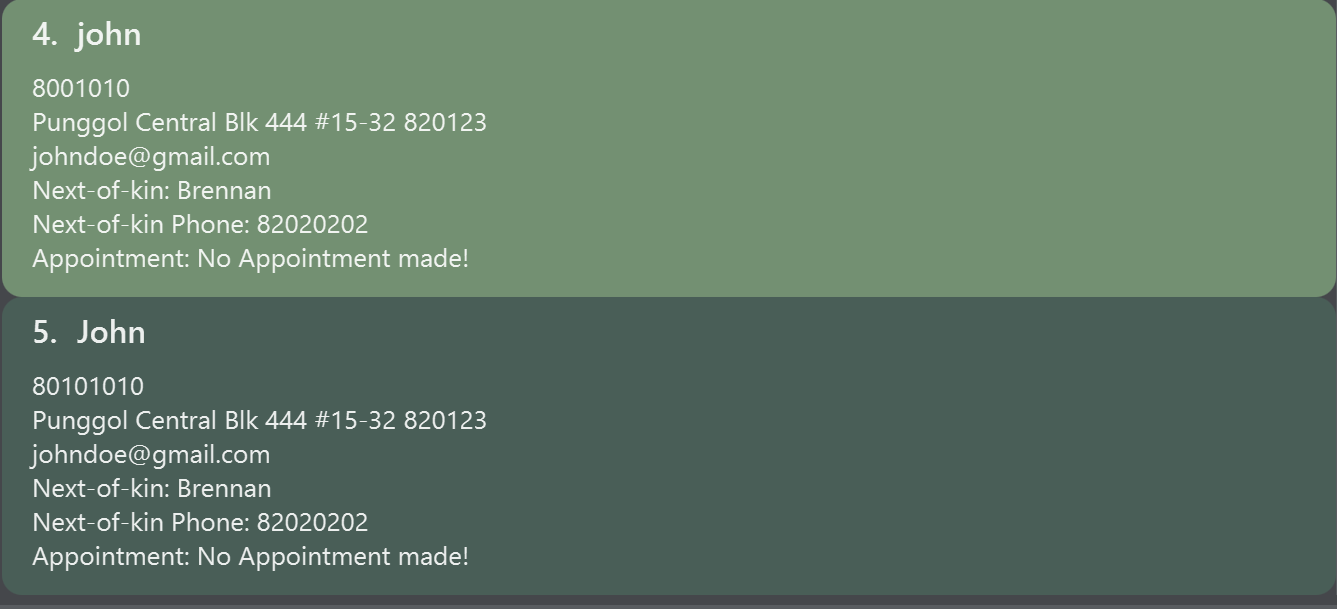 4. john
8001010
Punggol Central Blk 444 #15-32 820123
johndoe@gmail.com
Next-of-kin: Brennan
Next-of-kin Phone: 82020202
Appointment: No Appointment made!
5. John
80101010
Punggol Central Blk 444 #15-32 820123
johndoe@gmail.com
Next-of-kin: Brennan
Next-of-kin Phone: 82020202
Appointment: No Appointment made!